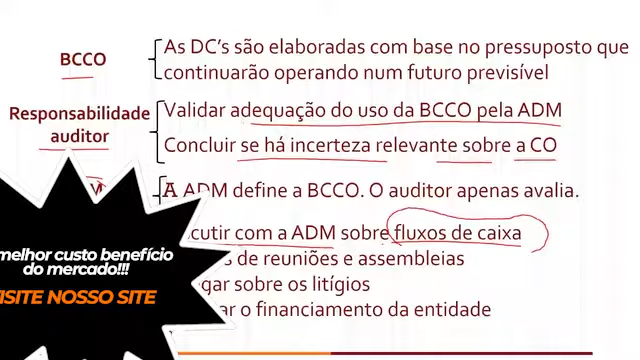 BCCO
As DC's são elaboradas com base no pressuposto que
continuarão operando num futuro previsível
Responsabilidade
auditor
Validar adequação do uso da BCCO pela ADM
Concluir se há incerteza relevante sobre a CO
A ADM define a BCCO. O auditor apenas avalia.
cutir com a ADM sobre fluxos de caixa
s de reuniões e assembleias
gar sobre os litígios
ar o financiamento da entidade
melhor custo benefício
do mercado!!!
ISITE NOSSO SITE